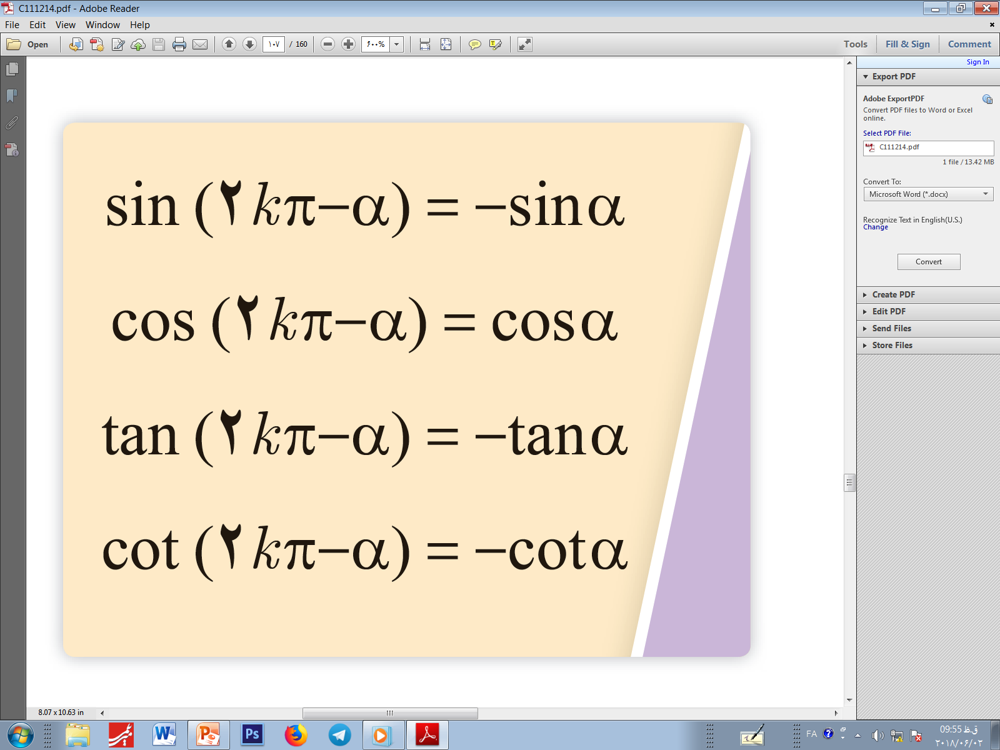 C111214.pdf - Adobe Reader
File Edit View Window Help
Open ۱۰۷ / 160 ۶۰۰% Tools Fill & Sign Comment
Sign In
Export PDF
Adobe ExportPDF
Convert PDF files to Word or Excel
online.
Select PDF File:
C111214.pdf
1 file / 13.42 MB
Convert To:
Microsoft Word (*.docx)
Recognize Text in English(U.S.)
Change
Convert
Create PDF
Edit PDF
Send Files
Store Files
sin (۲kπ−α) = −sinα
cos (۲kπ−α) = cosα
tan (۲kπ−α) = −tanα
cot (۲kπ−α) = −cotα
8.07 x 10.63 in
W P Ps FA 09:55 ق.ظ
۲۰۱۸/۰۶/۰۲